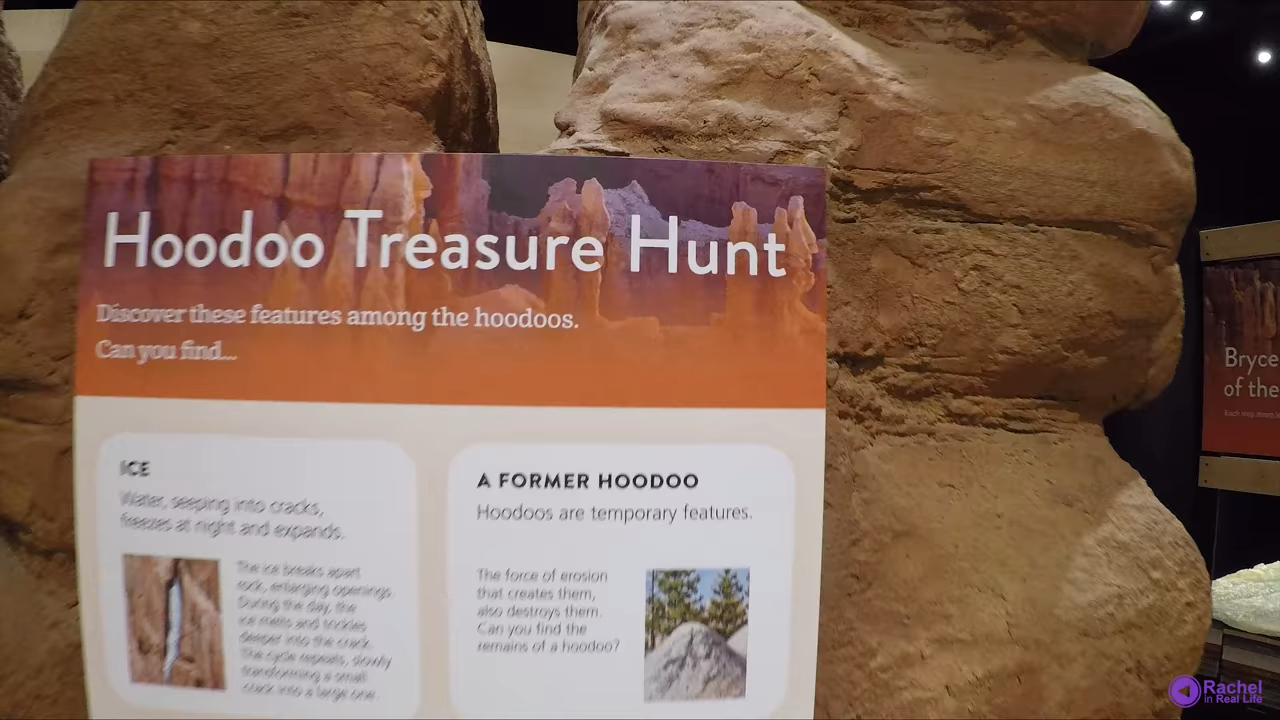 Hoodoo Treasure Hunt
Discover these features among the hoodoos.
Can you find...
ICE
Water, seeping into cracks,
freezes at night and expands.
The ice breaks apart
rock, enlarging openings.
During the day, the
ice melts and trickles
deeper into the crack.
The cycle repeats, slowly
transforming a small
crack into a large one.
A FORMER HOODOO
Hoodoos are temporary features.
The force of erosion
that creates them,
also destroys them.
Can you find the
remains of a hoodoo?
Bryce
of the
Rachel
in Real Life